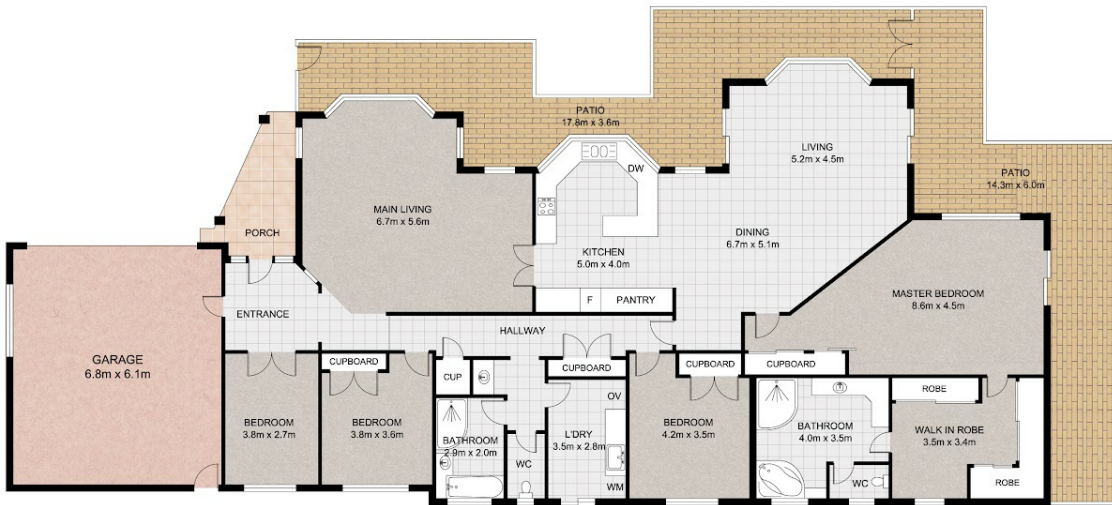 PATIO
17.8m x 3.6m
LIVING
5.2m x 4.5m
DW
PATIO
14.3m x 6.0m
MAIN LIVING
6.7m x 5.6m
PORCH
DINING
6.7m x 5.1m
KITCHEN
5.0m x 4.0m
MASTER BEDROOM
8.6m x 4.5m
F
PANTRY
ENTRANCE
HALLWAY
GARAGE
6.8m x 6.1m
CUPBOARD
CUP
CUPBOARD
CUPBOARD
CUPBOARD
ROBE
OV
BEDROOM
3.8m x 2.7m
BEDROOM
3.8m x 3.6m
BATHROOM
2.9m x 2.0m
L'DRY
3.5m x 2.8m
BEDROOM
4.2m x 3.5m
BATHROOM
4.0m x 3.5m
WALK IN ROBE
3.5m x 3.4m
WC
WM
WC
ROBE